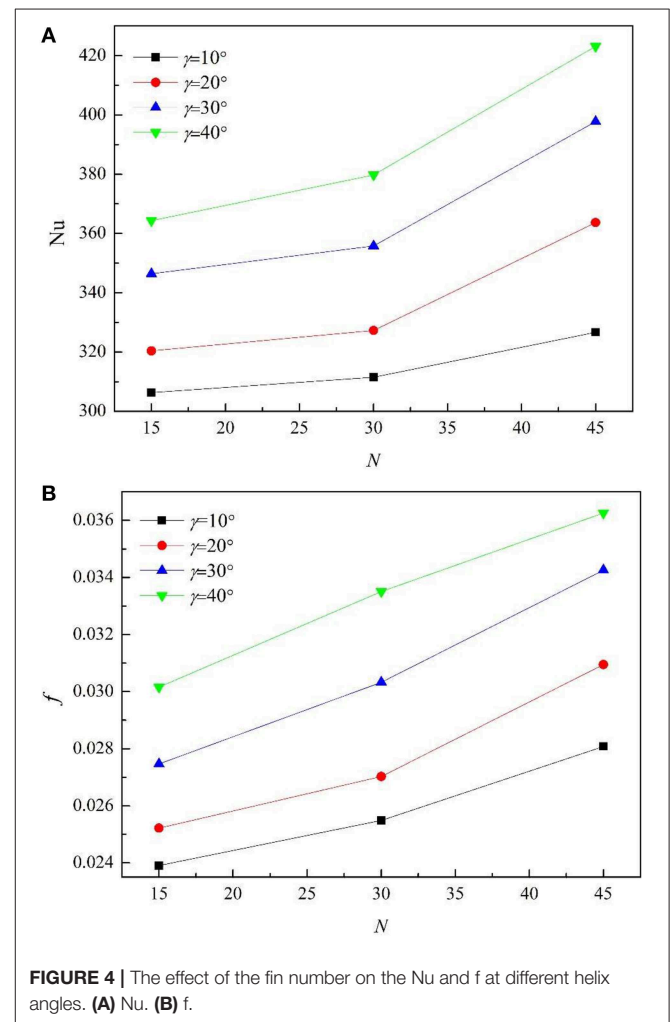 A
γ=10°
γ=20°
γ=30°
γ=40°
420
400
380
360
340
320
300
Nu
15 20 25 30 35 40 45
N
B
γ=10°
γ=20°
γ=30°
γ=40°
0.036
0.034
0.032
0.030
0.028
0.026
0.024
f
15 20 25 30 35 40 45
N
FIGURE 4 | The effect of the fin number on the Nu and f at different helix
angles. (A) Nu. (B) f.